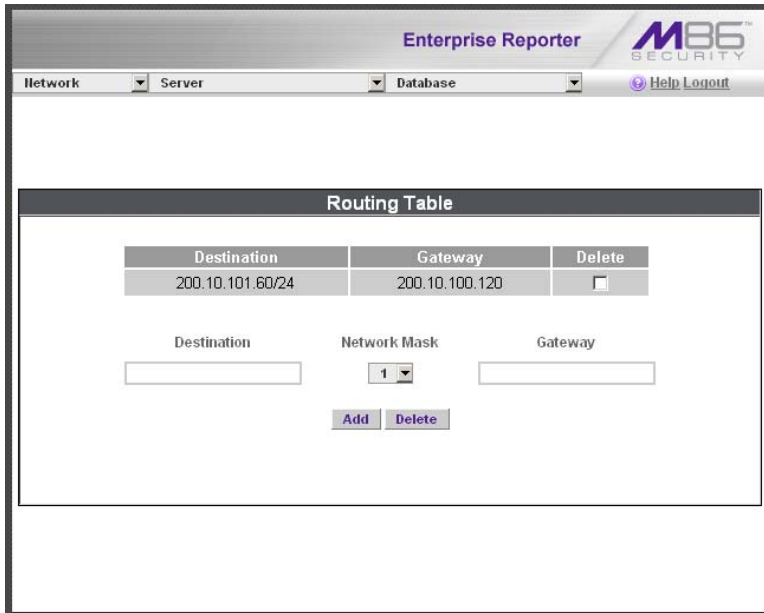 Enterprise Reporter
M86™
SECURITY
Network Server Database Help Logout
Routing Table
Destination Gateway Delete
200.10.101.60/24 200.10.100.120
Destination Network Mask Gateway
1
Add Delete